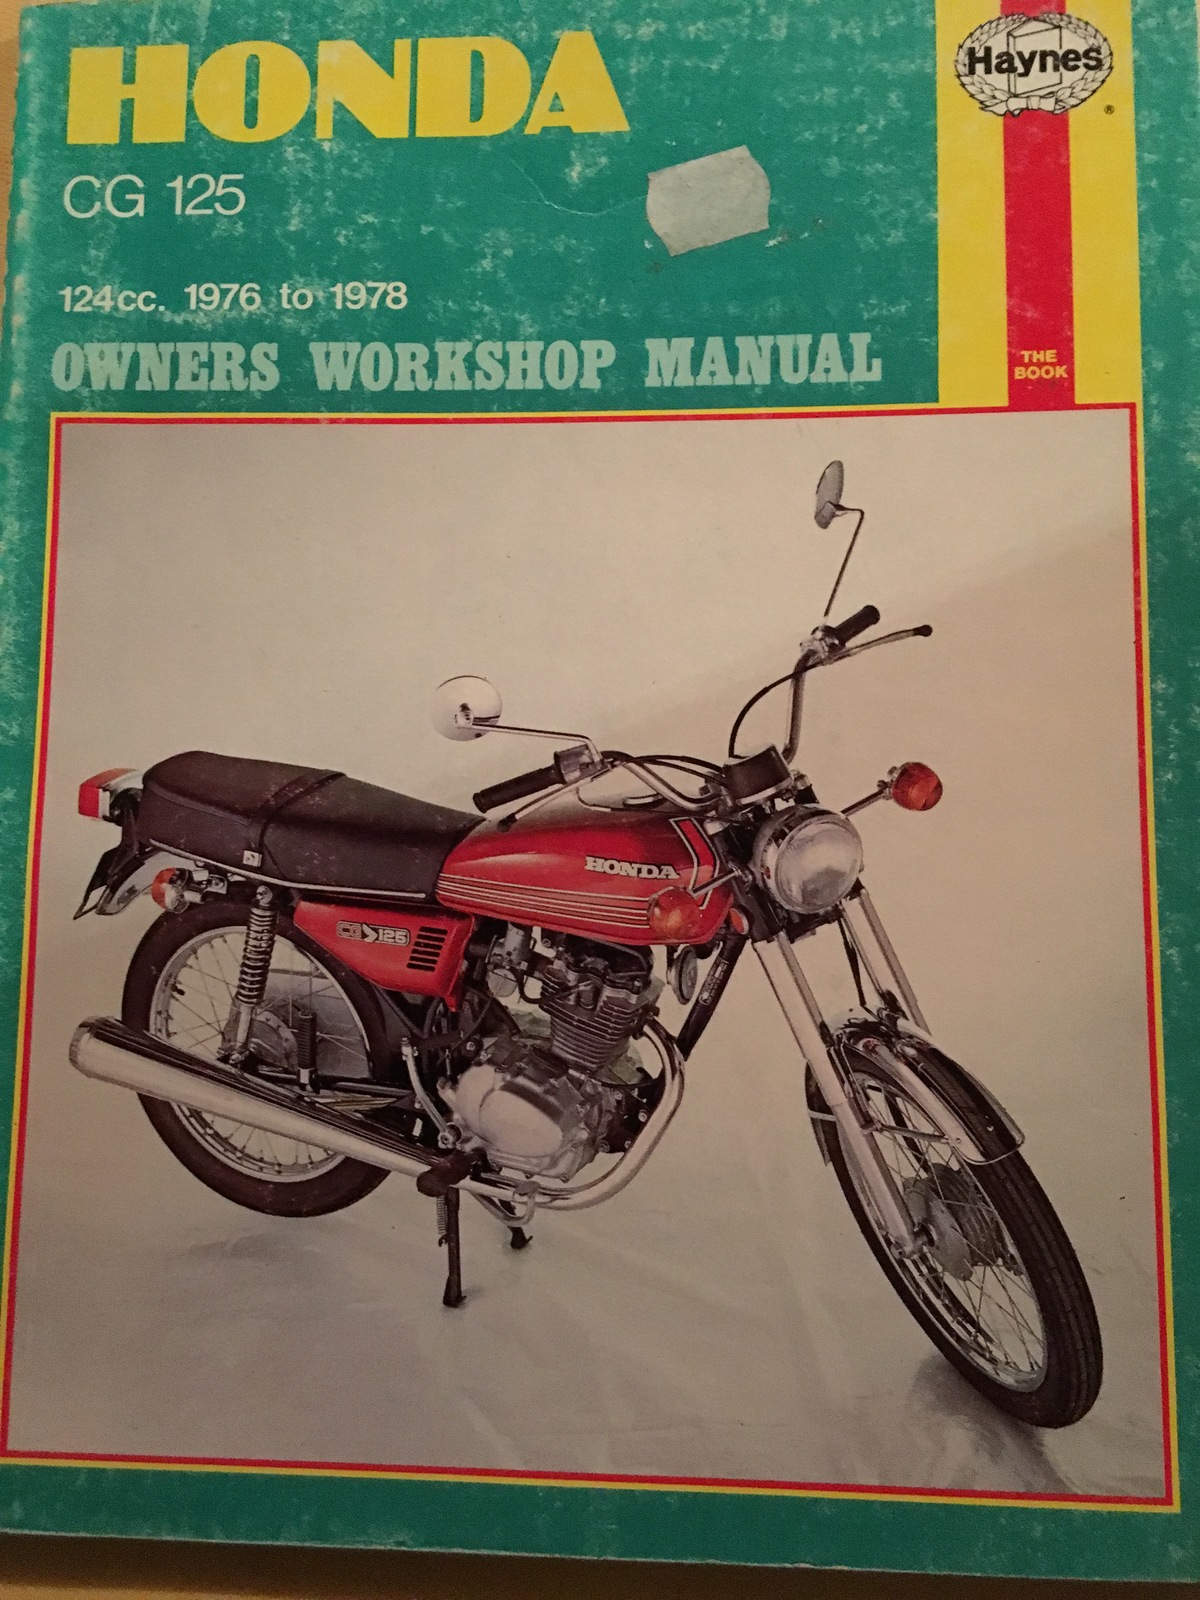 HONDA
Haynes
®
CG 125
124cc. 1976 to 1978
OWNERS WORKSHOP MANUAL
THE
BOOK
HONDA
CG 125